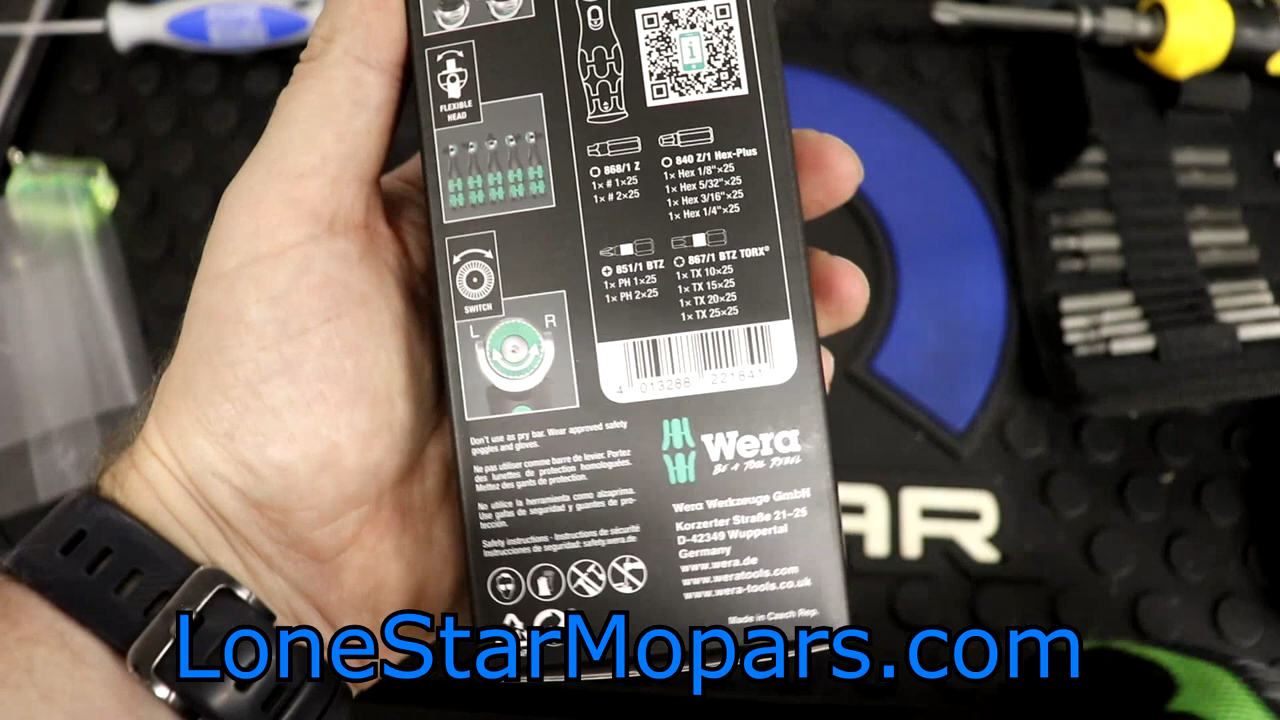 FLEXIBLE
HEAD
SWITCH
L
R
868/1 Z
1× # 1×25
1× # 2×25
840 Z/1 Hex-Plus
1× Hex 1/8"×25
1× Hex 5/32"×25
1× Hex 3/16"×25
1× Hex 1/4"×25
851/1 BTZ
1× PH 1×25
1× PH 2×25
867/1 BTZ TORX®
1× TX 10×25
1× TX 15×25
1× TX 20×25
1× TX 25×25
4 013288 221841
Don't use as pry bar. Wear approved safety
goggles and gloves.
Ne pas utiliser comme barre de levier. Portez
des lunettes de protection homologuées.
Mettez des gants de protection.
No utilice la herramienta como alzaprima.
Use gafas de seguridad y guantes de pro-
tección.
Safety instructions · Instructions de sécurité
Instrucciones de seguridad: safety.wera.de
Wera
BE A TOOL REBEL
Wera Werkzeuge GmbH
Korzerter Straße 21–25
D-42349 Wuppertal
Germany
www.wera.de
www.weratools.com
www.wera-tools.co.uk
Made in Czech Rep.
AR
LoneStarMopars.com